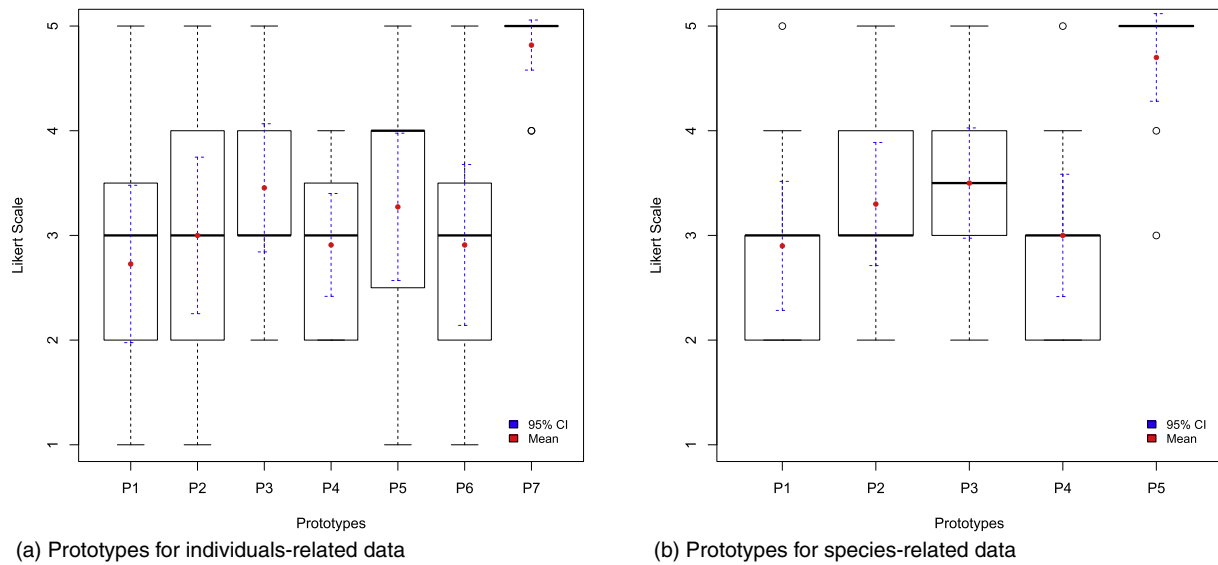 5
4
3
2
1
Likert Scale
95% CI
Mean
P1 P2 P3 P4 P5 P6 P7
Prototypes
(a) Prototypes for individuals-related data
5
4
3
2
1
Likert Scale
95% CI
Mean
P1 P2 P3 P4 P5
Prototypes
(b) Prototypes for species-related data